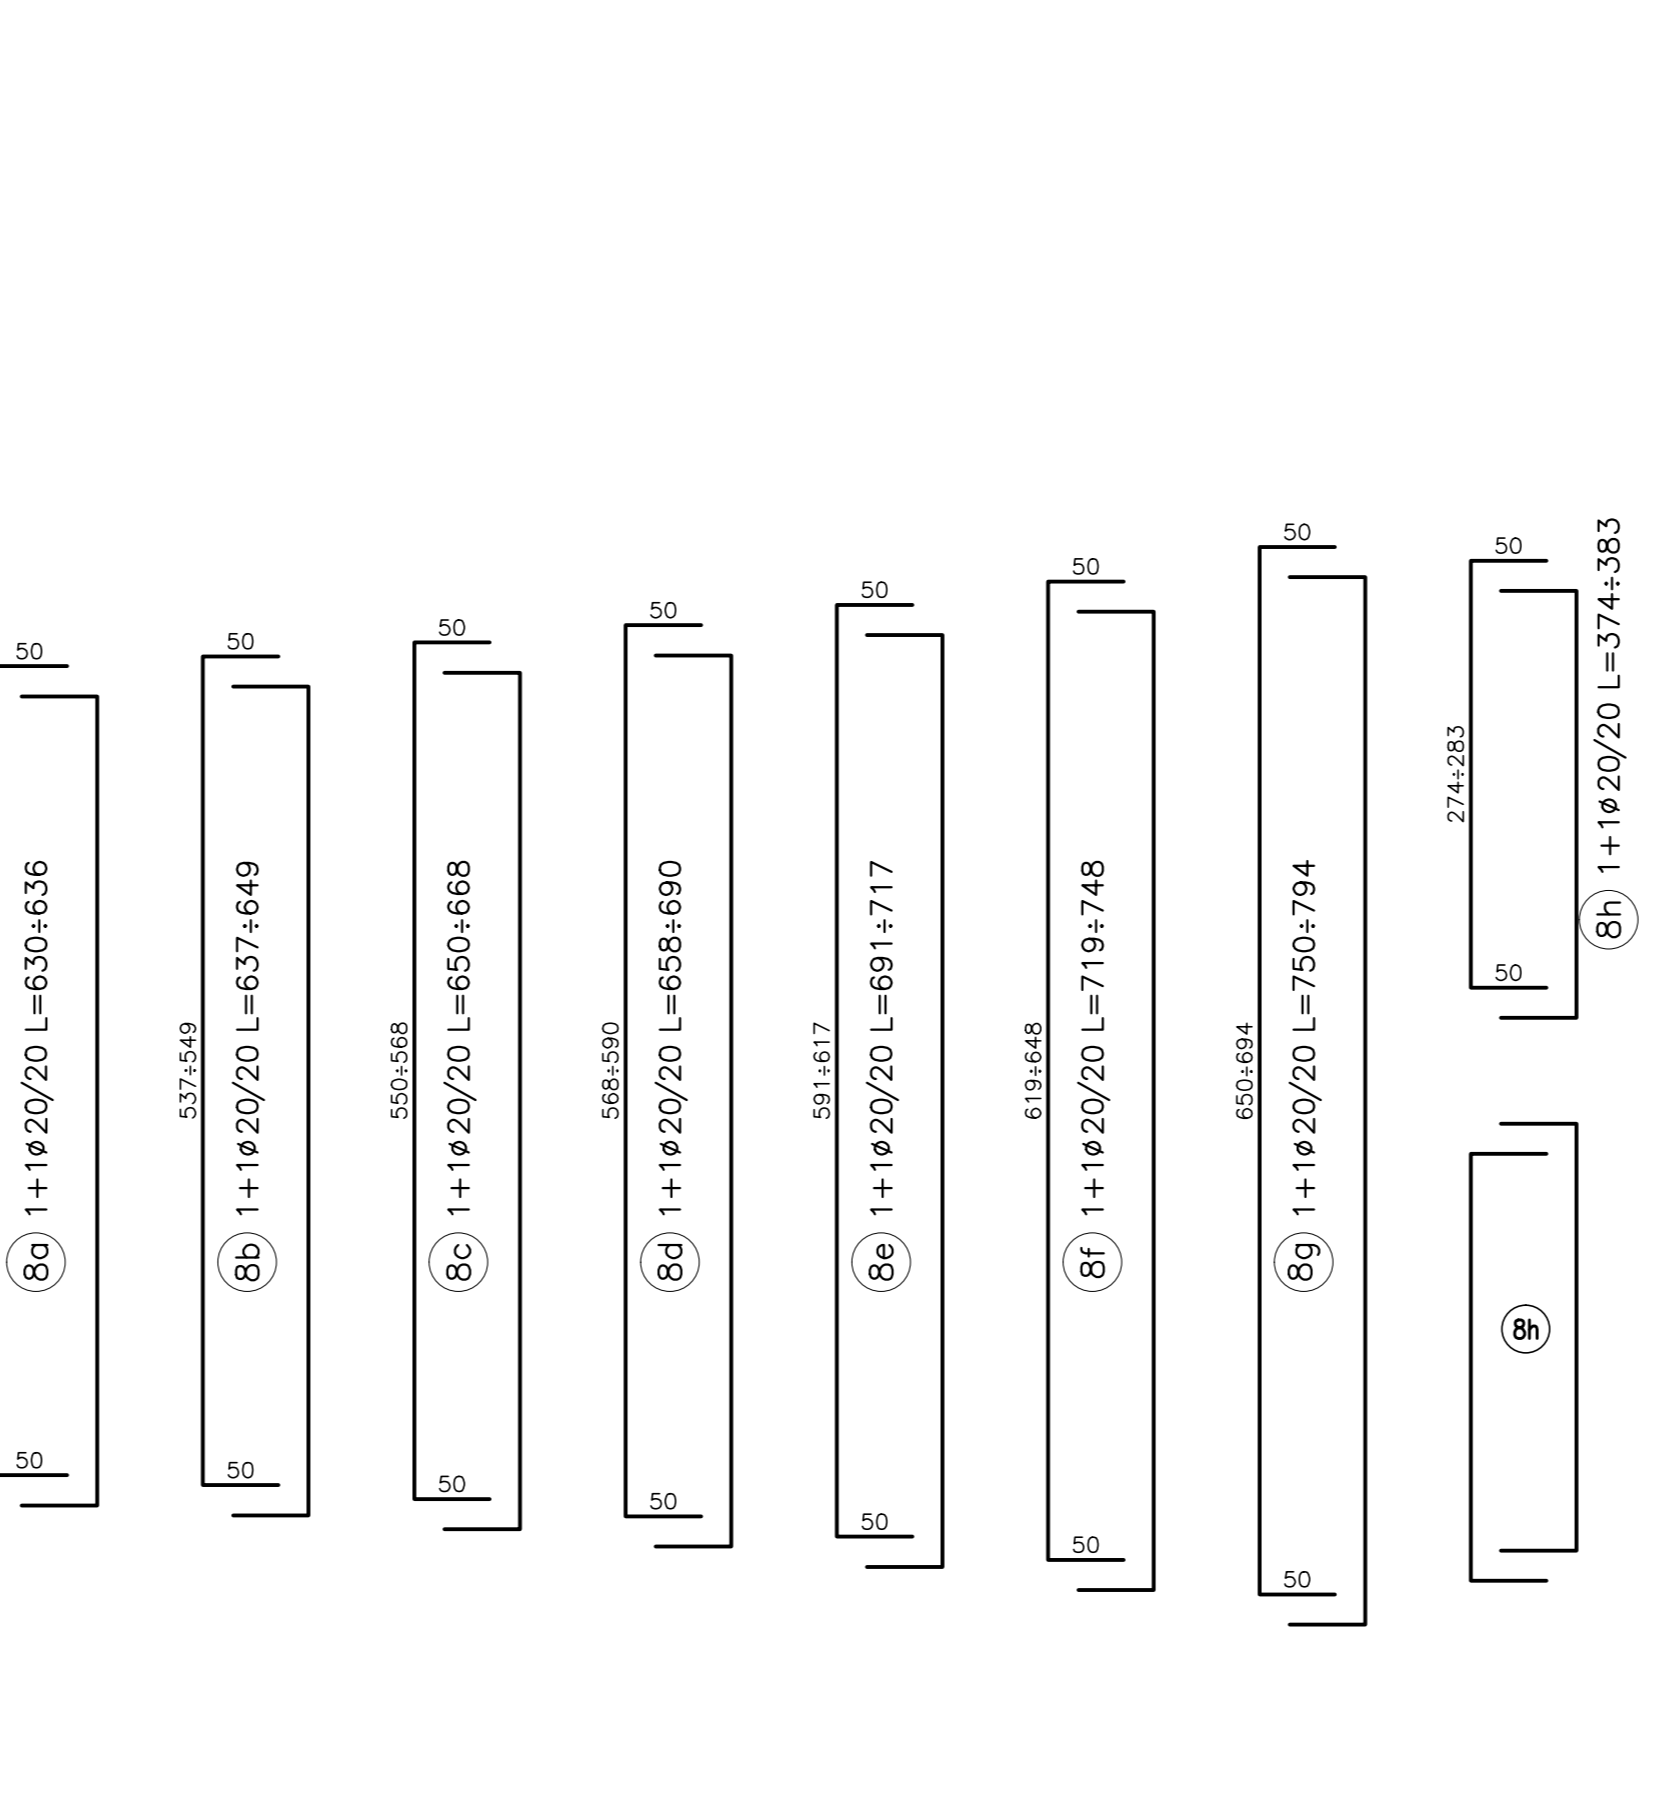 50
8a 1+1ø20/20 L=630÷636
50
50
537÷549
8b 1+1ø20/20 L=637÷649
50
50
550÷568
8c 1+1ø20/20 L=650÷668
50
50
568÷590
8d 1+1ø20/20 L=658÷690
50
50
591÷617
8e 1+1ø20/20 L=691÷717
50
50
619÷648
8f 1+1ø20/20 L=719÷748
50
50
650÷694
8g 1+1ø20/20 L=750÷794
50
50
274÷283
8h 1+1ø20/20 L=374÷383
50
8h